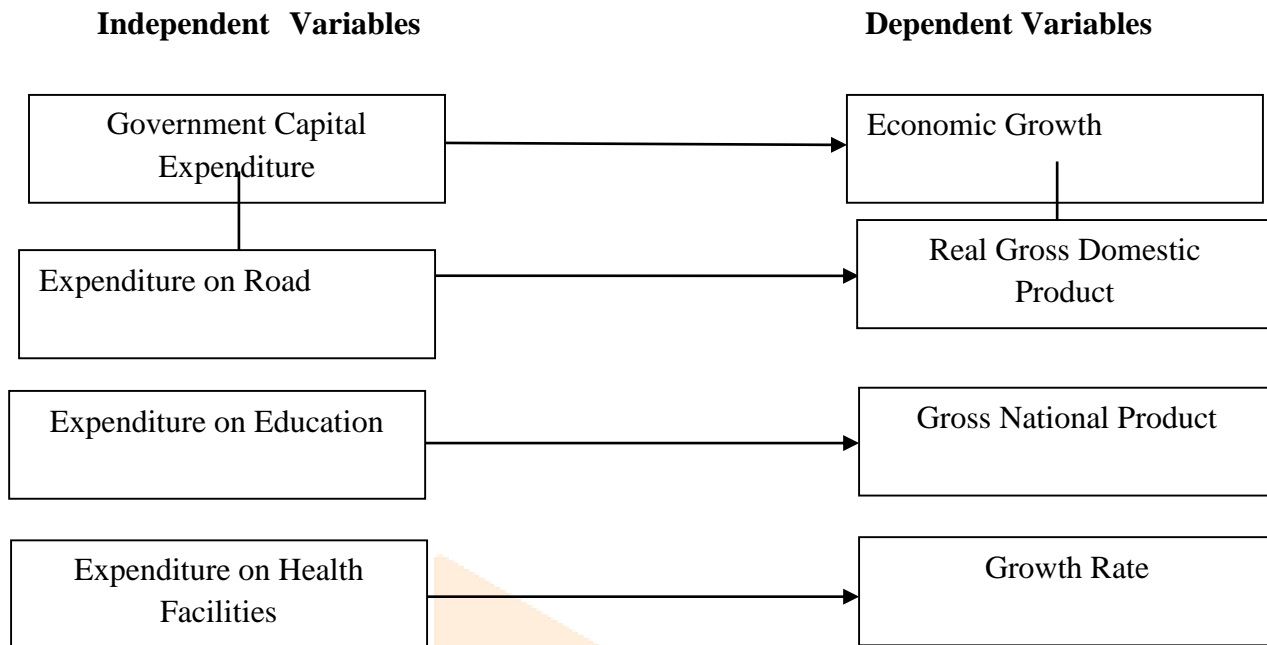 Independent Variables
Dependent Variables
Government Capital
Expenditure
Economic Growth
Expenditure on Road
Real Gross Domestic
Product
Expenditure on Education
Gross National Product
Expenditure on Health
Facilities
Growth Rate